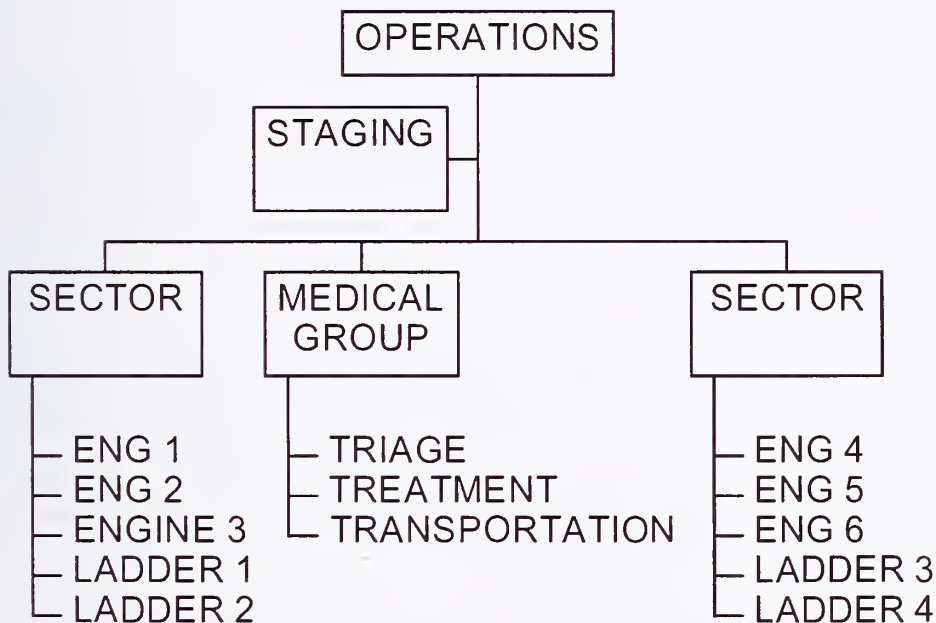 OPERATIONS
STAGING
SECTOR
MEDICAL
GROUP
SECTOR
ENG 1
ENG 2
ENGINE 3
LADDER 1
LADDER 2
TRIAGE
TREATMENT
TRANSPORTATION
ENG 4
ENG 5
ENG 6
LADDER 3
LADDER 4